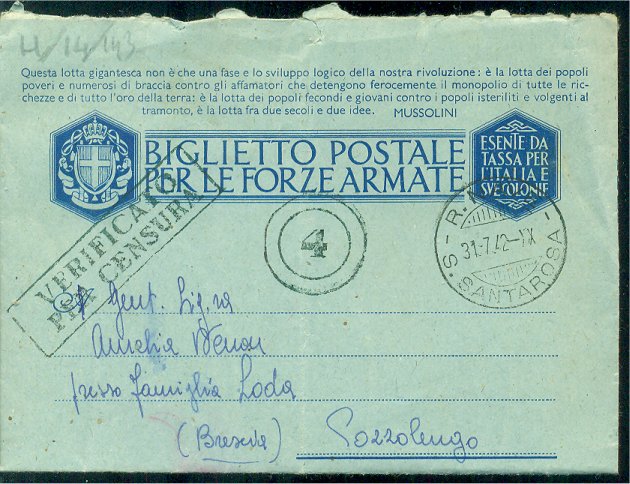 Questa lotta gigantesca non è che una fase e lo sviluppo logico della nostra rivoluzione: è la lotta dei popoli
poveri e numerosi di braccia contro gli affamatori che detengono ferocemente il monopolio di tutte le ric-
chezze e di tutto l'oro della terra: è la lotta dei popoli fecondi e giovani contro i popoli isteriliti e volgenti al
tramonto, è la lotta fra due secoli e due idee. MUSSOLINI
BIGLIETTO POSTALE
PER LE FORZE ARMATE
ESENTE DA
TASSA PER
L'ITALIA E
SUE COLONIE
VERIFICATO
PER CENSURA
4
R.
31-7.42-XX
S. SANTAROSA
Gent. Sig.na
Amelia
presso famiglia Loda
(Brescia) Pozzolengo